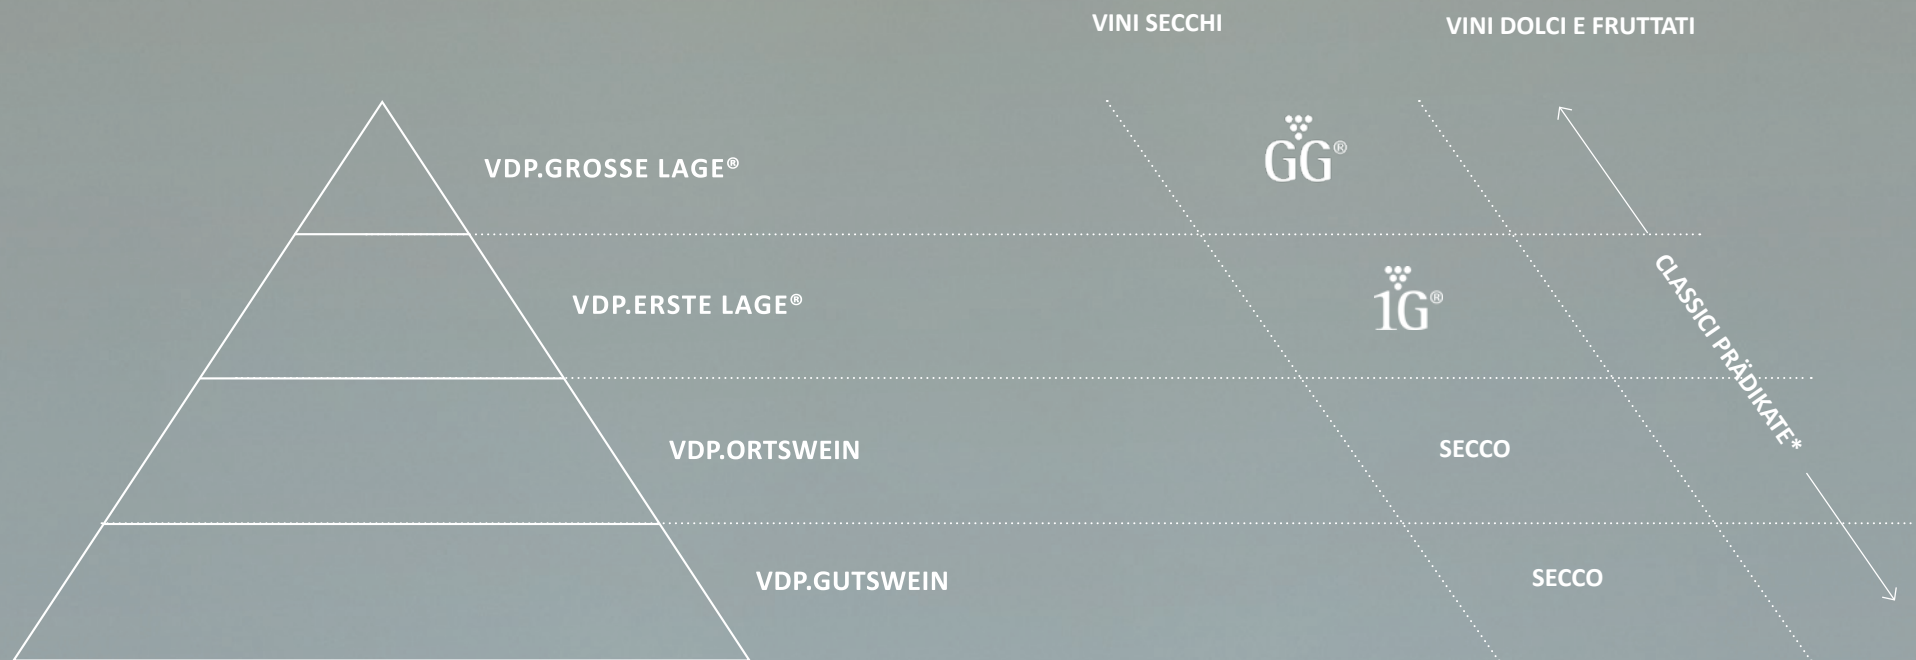 VINI SECCHI
VINI DOLCI E FRUTTATI
VDP.GROSSE LAGE®
GG®
VDP.ERSTE LAGE®
1G®
CLASSICI PRÄDIKATE*
VDP.ORTSWEIN
SECCO
VDP.GUTSWEIN
SECCO